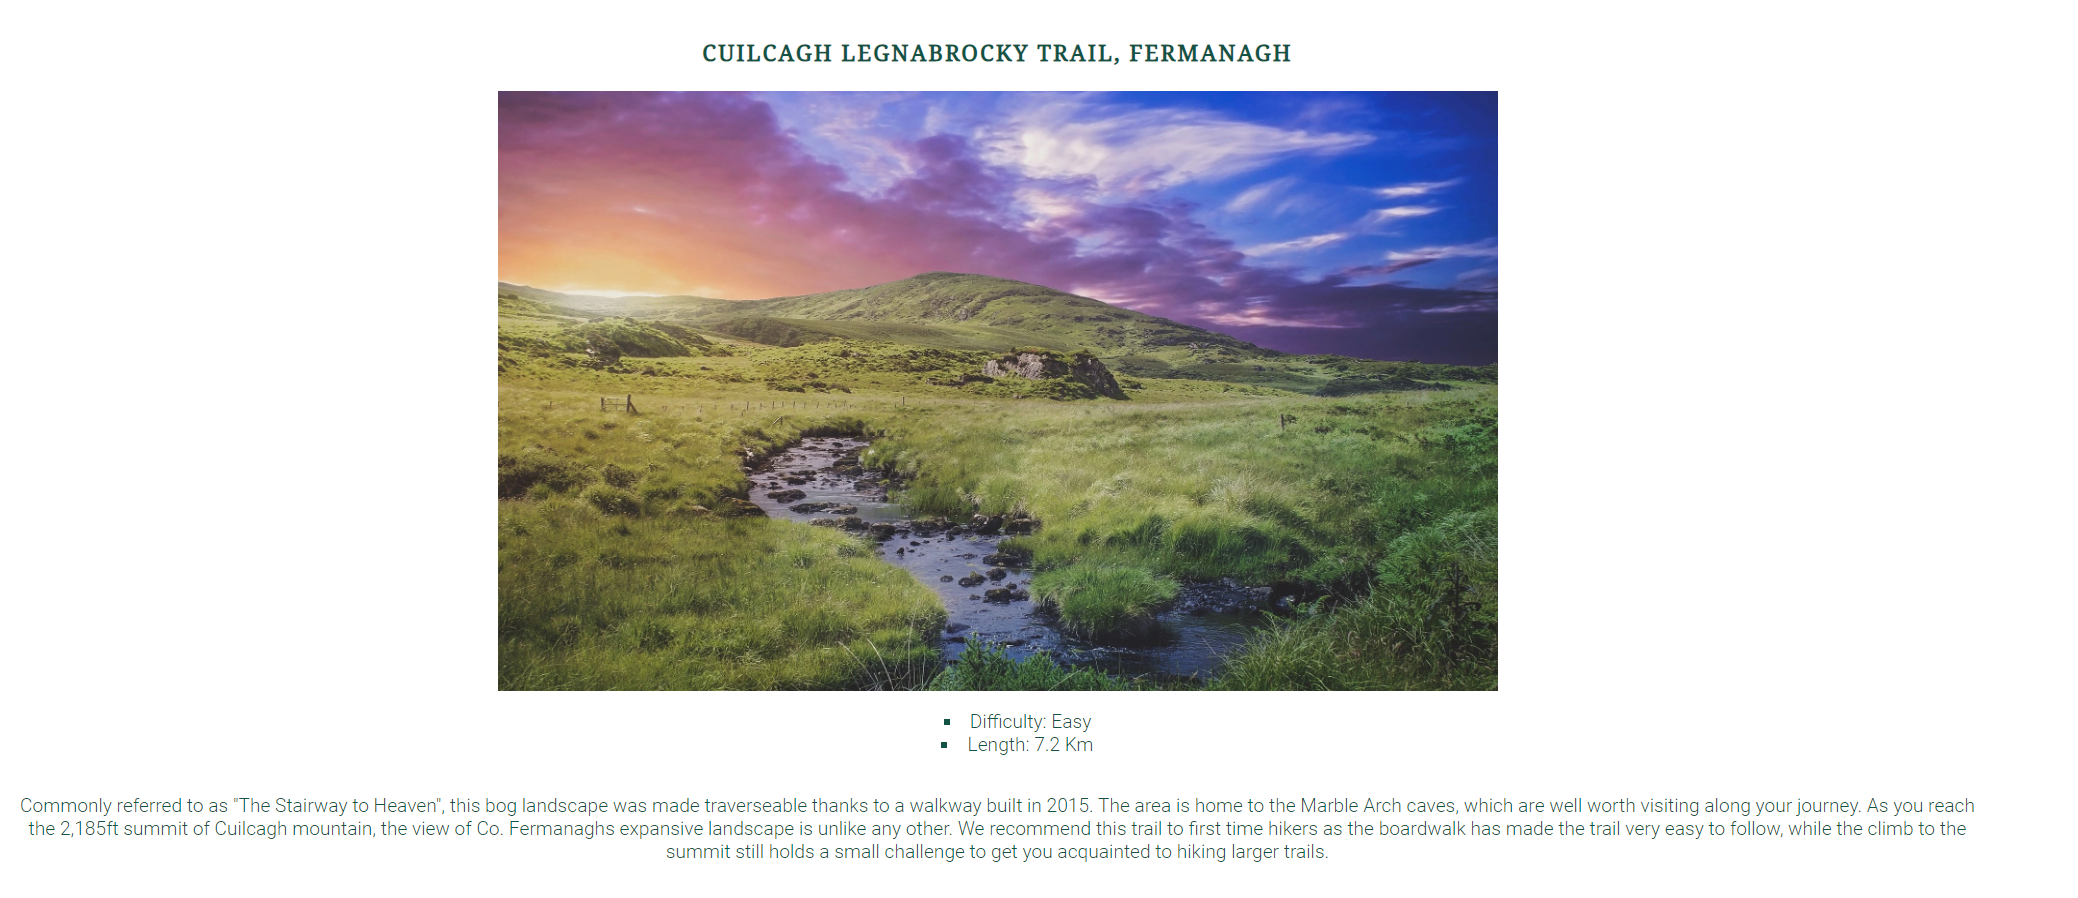 CUILCAGH LEGNABROCKY TRAIL, FERMANAGH
▪ Difficulty: Easy
▪ Length: 7.2 Km
Commonly referred to as "The Stairway to Heaven", this bog landscape was made traverseable thanks to a walkway built in 2015. The area is home to the Marble Arch caves, which are well worth visiting along your journey. As you reach
the 2,185ft summit of Cuilcagh mountain, the view of Co. Fermanaghs expansive landscape is unlike any other. We recommend this trail to first time hikers as the boardwalk has made the trail very easy to follow, while the climb to the
summit still holds a small challenge to get you acquainted to hiking larger trails.